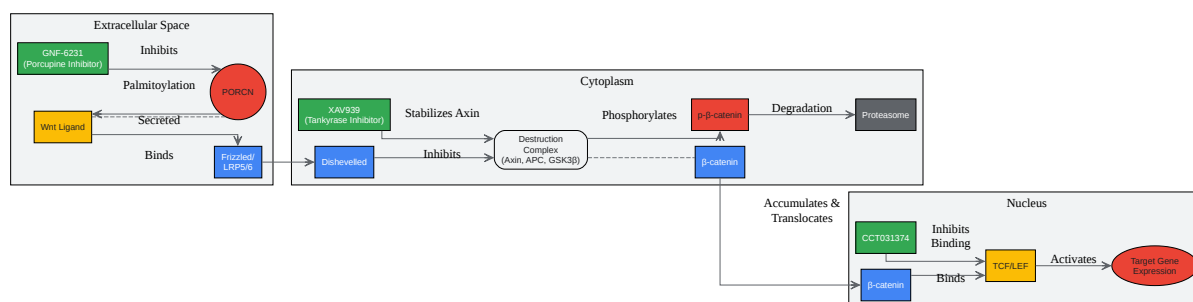 Extracellular Space
GNF-6231
(Porcupine Inhibitor)
Inhibits
Palmitoylation
PORCN
Wnt Ligand
Secreted
Binds
Frizzled/
LRP5/6
Cytoplasm
XAV939
(Tankyrase Inhibitor)
Stabilizes Axin
Dishevelled
Inhibits
Destruction
Complex
(Axin, APC, GSK3β)
Phosphorylates
p-β-catenin
Degradation
Proteasome
β-catenin
Accumulates &
Translocates
Nucleus
CCT031374
Inhibits
Binding
β-catenin
Binds
TCF/LEF
Activates
Target Gene
Expression